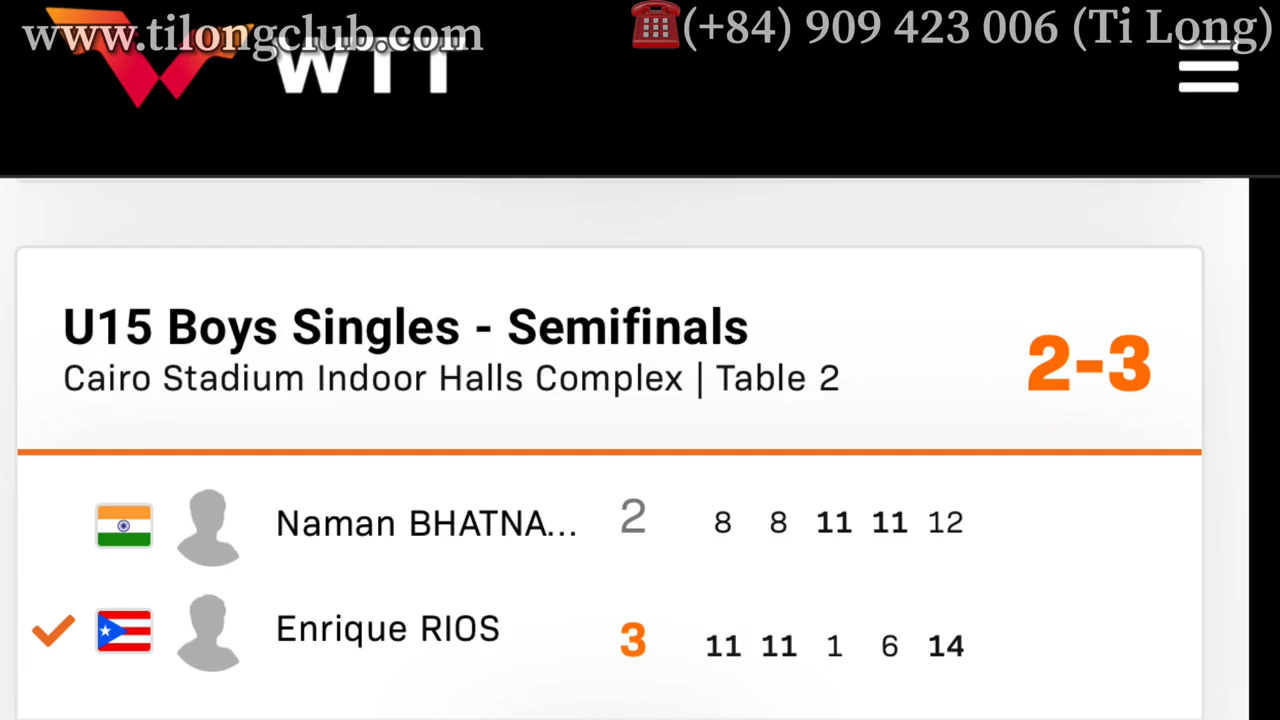 www.tilongclub.com
☎️(+84) 909 423 006 (Ti Long)
WTT
U15 Boys Singles - Semifinals
Cairo Stadium Indoor Halls Complex | Table 2
2-3
Naman BHATNA... 2 8 8 11 11 12
Enrique RIOS 3 11 11 1 6 14